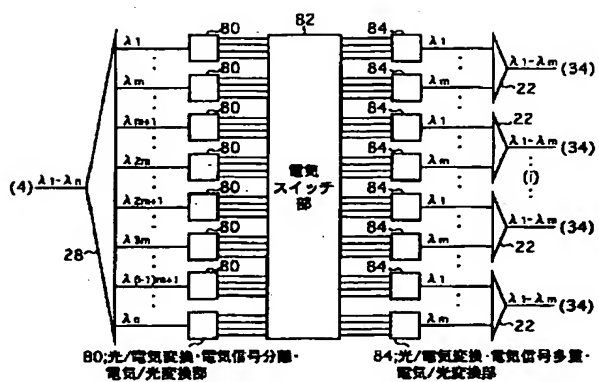 82
80 84
λ1 λ1
80 84
λm λm
λ1-λm (34)
22
80 84 22
λm+1 λ1
λ1-λm (34)
80 84
λ2m λm
(4) λ1-λn
電気
スイッチ
部
(i)
80 84
λ2m+1 λ1
λ1-λm (34)
80 84
28 λ3m λm 22
80 84
λ(i-1)m+1 λ1
λ1-λm (34)
80 84
λn λm 22
80;光/電気変換・電気信号分離・ 84;光/電気変換・電気信号多重・
電気/光変換部 電気/光変換部